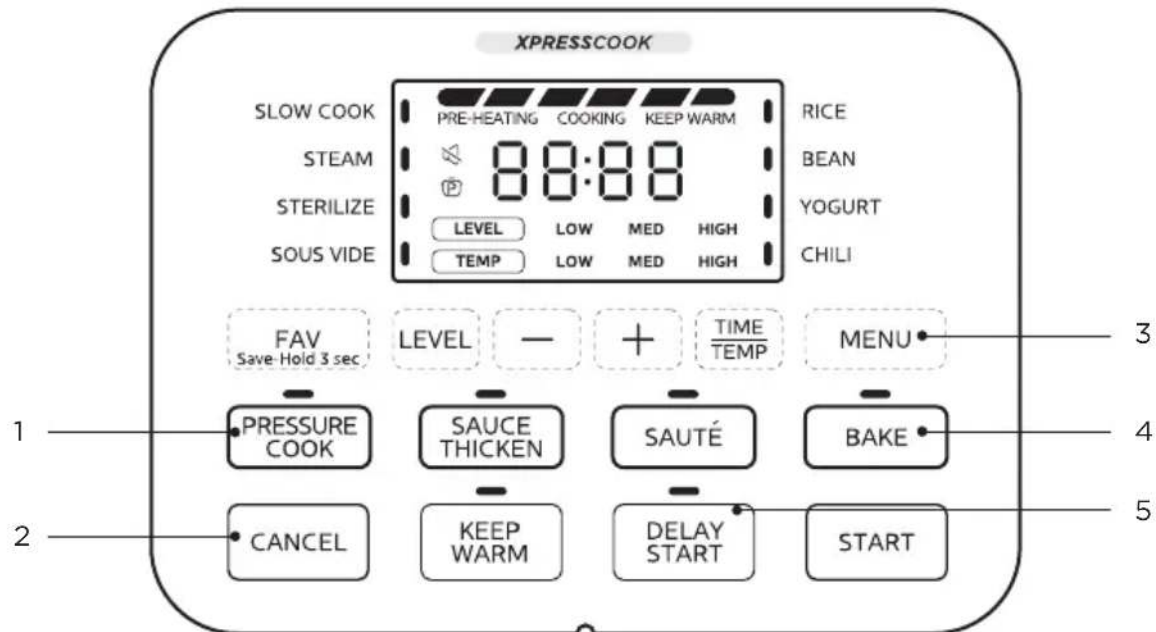 XPRESSCOOK
SLOW COOK
STEAM
STERILIZE
SOUS VIDE
PRE-HEATING COOKING KEEP WARM
88:88
P
LEVEL LOW MED HIGH
TEMP LOW MED HIGH
RICE
BEAN
YOGURT
CHILI
FAV
Save-Hold 3 sec
LEVEL
−
+
TIME
TEMP
MENU
3
1
PRESSURE
COOK
SAUCE
THICKEN
SAUTÉ
BAKE
4
2
CANCEL
KEEP
WARM
DELAY
START
5
START